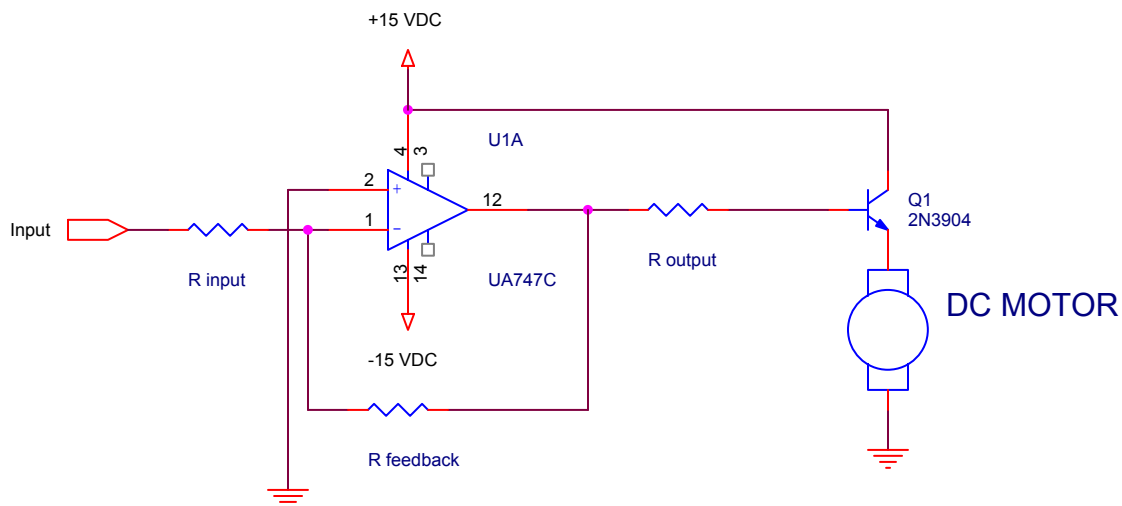 +15 VDC
U1A
4
3
2
+
12
Q1
2N3904
Input
1
−
R input
R output
13
14
UA747C
DC MOTOR
-15 VDC
R feedback